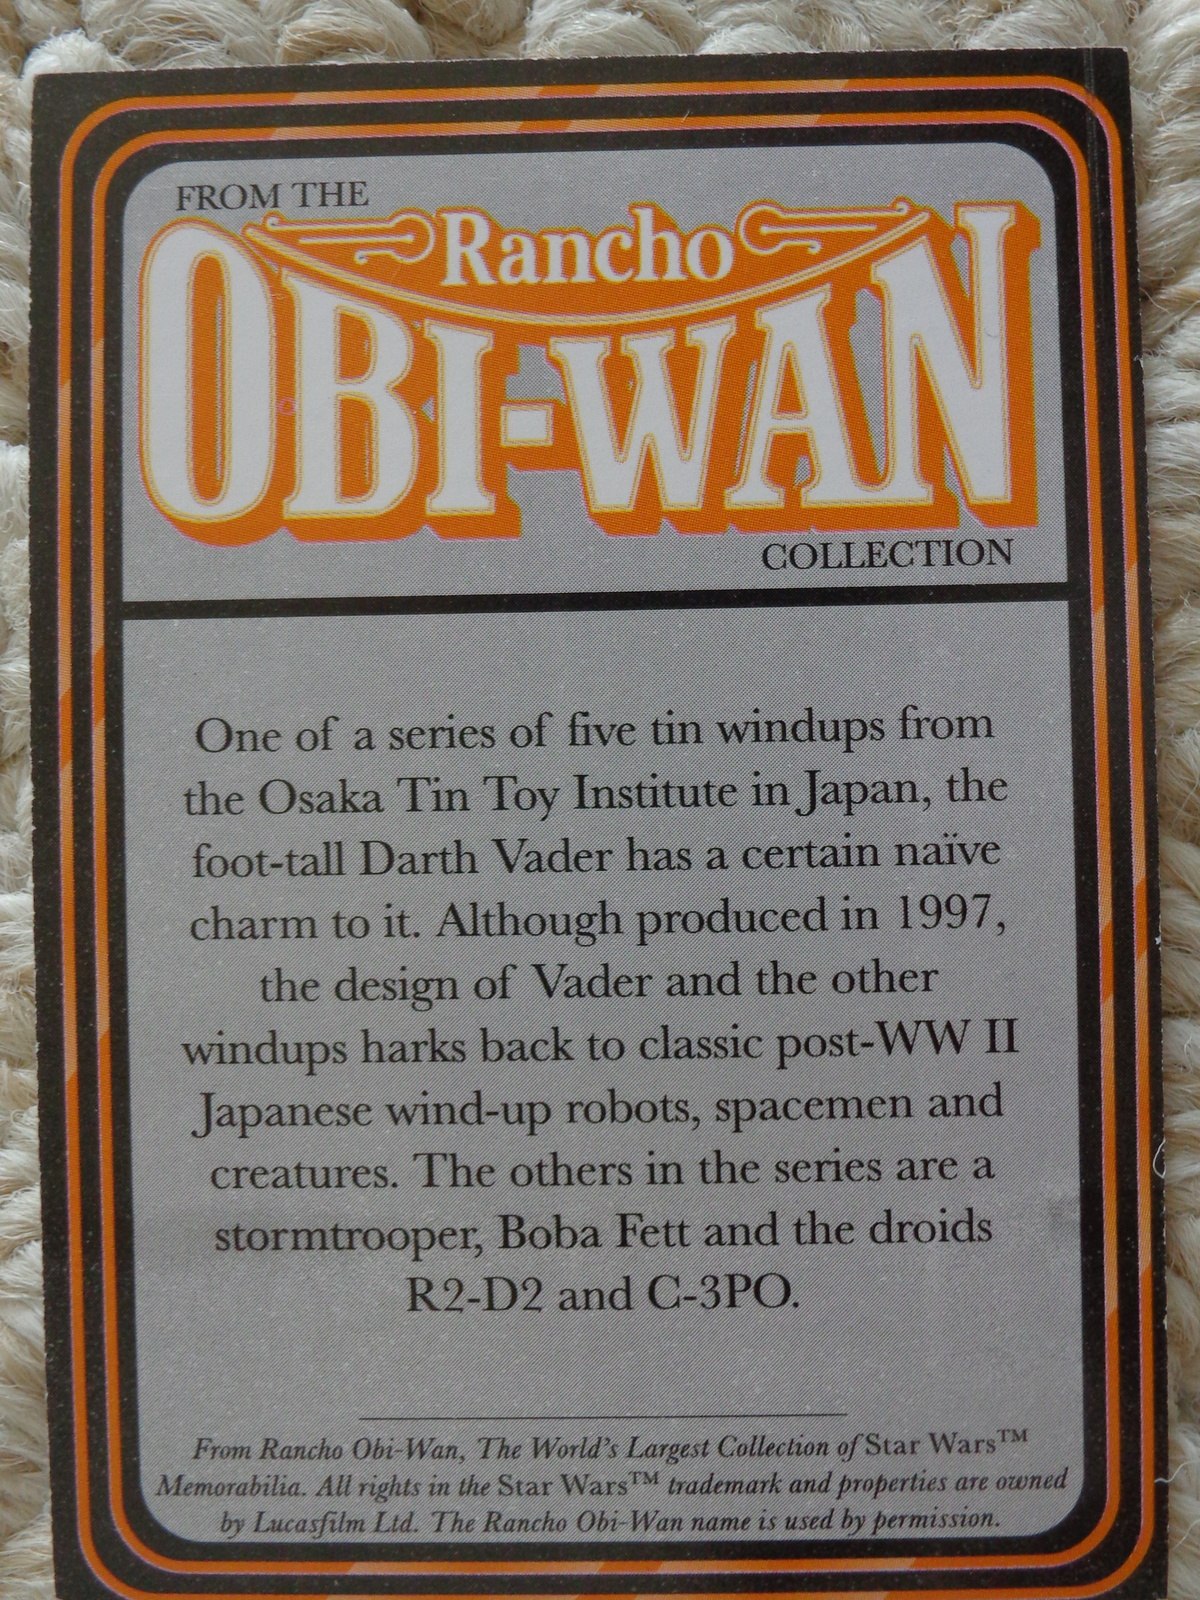 FROM THE
Rancho
OBI-WAN
COLLECTION
One of a series of five tin windups from
the Osaka Tin Toy Institute in Japan, the
foot-tall Darth Vader has a certain naïve
charm to it. Although produced in 1997,
the design of Vader and the other
windups harks back to classic post-WW II
Japanese wind-up robots, spacemen and
creatures. The others in the series are a
stormtrooper, Boba Fett and the droids
R2-D2 and C-3PO.
From Rancho Obi-Wan, The World's Largest Collection of Star Wars™
Memorabilia. All rights in the Star Wars™ trademark and properties are owned
by Lucasfilm Ltd. The Rancho Obi-Wan name is used by permission.